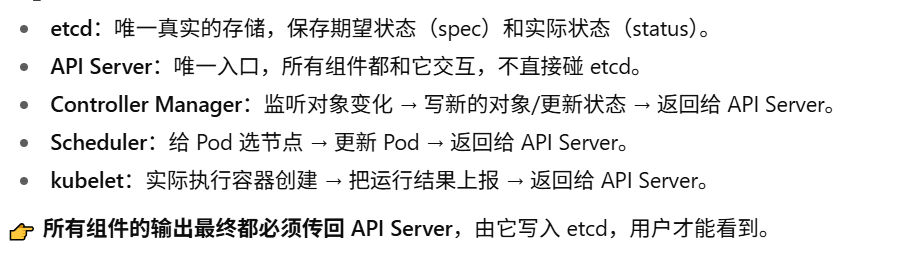 • etcd：唯一真实的存储，保存期望状态（spec）和实际状态（status）。
• API Server：唯一入口，所有组件都和它交互，不直接碰 etcd。
• Controller Manager：监听对象变化 → 写新的对象/更新状态 → 返回给 API Server。
• Scheduler：给 Pod 选节点 → 更新 Pod → 返回给 API Server。
• kubelet：实际执行容器创建 → 把运行结果上报 → 返回给 API Server。
👉 所有组件的输出最终都必须传回 API Server，由它写入 etcd，用户才能看到。